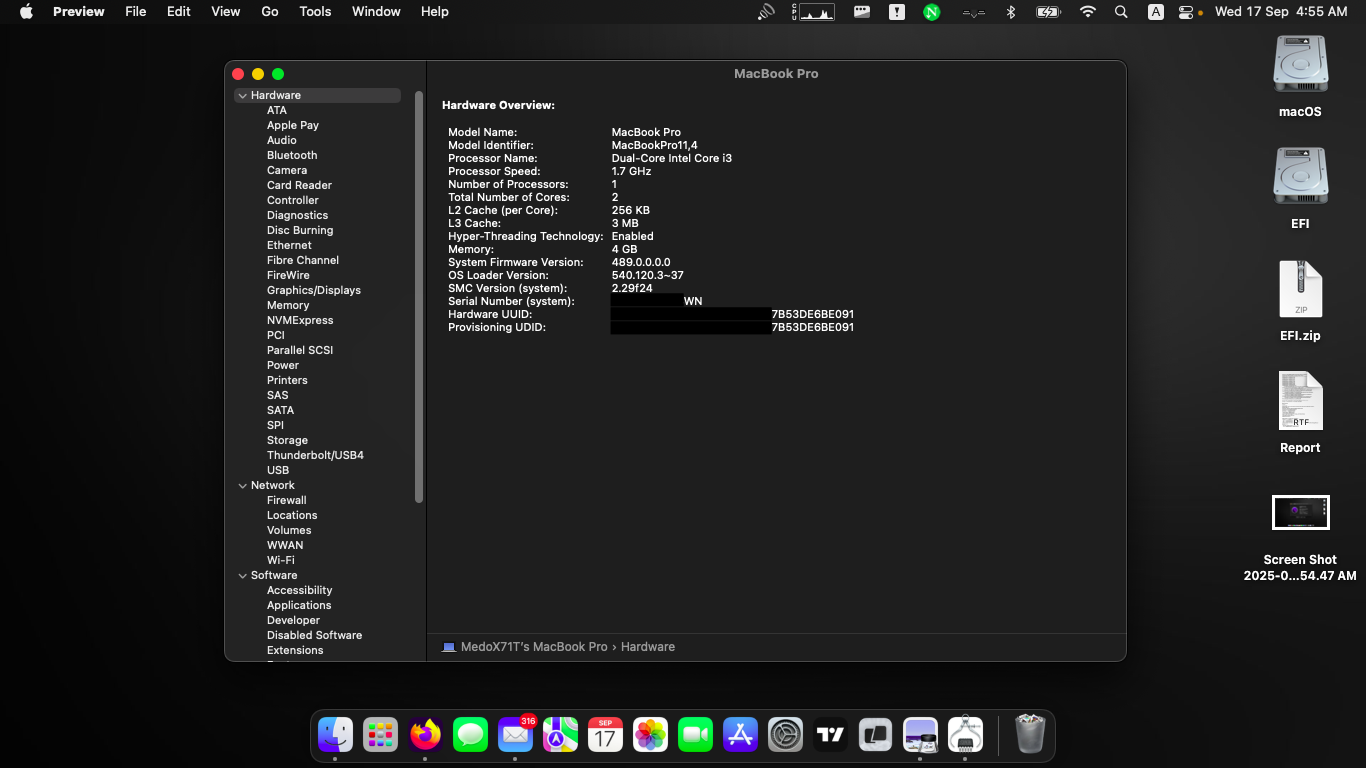 Preview File Edit View Go Tools Window Help CPU A Wed 17 Sep 4:55 AM
MacBook Pro
Hardware
ATA
Apple Pay
Audio
Bluetooth
Camera
Card Reader
Controller
Diagnostics
Disc Burning
Ethernet
Fibre Channel
FireWire
Graphics/Displays
Memory
NVMExpress
PCI
Parallel SCSI
Power
Printers
SAS
SATA
SPI
Storage
Thunderbolt/USB4
USB
Network
Firewall
Locations
Volumes
WWAN
Wi-Fi
Software
Accessibility
Applications
Developer
Disabled Software
Extensions
Hardware Overview:
Model Name: MacBook Pro
Model Identifier: MacBookPro11,4
Processor Name: Dual-Core Intel Core i3
Processor Speed: 1.7 GHz
Number of Processors: 1
Total Number of Cores: 2
L2 Cache (per Core): 256 KB
L3 Cache: 3 MB
Hyper-Threading Technology: Enabled
Memory: 4 GB
System Firmware Version: 489.0.0.0.0
OS Loader Version: 540.120.3~37
SMC Version (system): 2.29f24
Serial Number (system): WN
Hardware UUID: 7B53DE6BE091
Provisioning UDID: 7B53DE6BE091
MedoX71T's MacBook Pro › Hardware
macOS
EFI
ZIP
EFI.zip
RTF
Report
Screen Shot
2025-0...54.47 AM
316
SEP
17